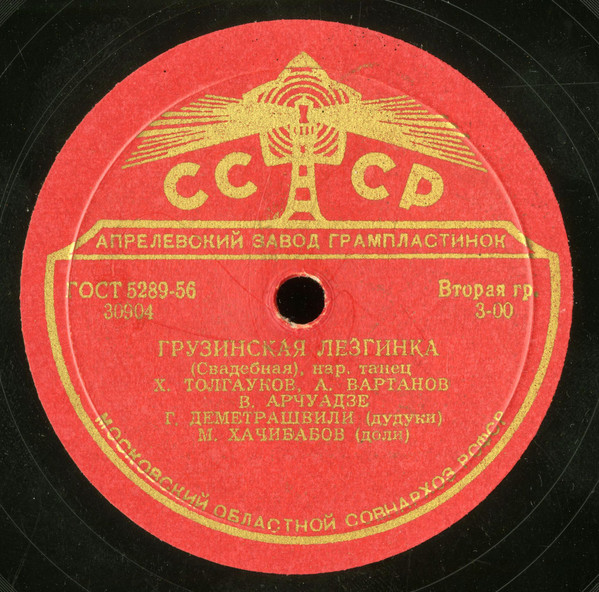 СССР
АПРЕЛЕВСКИЙ ЗАВОД ГРАМПЛАСТИНОК
ГОСТ 5289-56
30904
Вторая гр.
3-00
ГРУЗИНСКАЯ ЛЕЗГИНКА
(Свадебная), нар. танец
Х. ТОЛГАУКОВ, А. ВАРТАНОВ
В. АРЧУАДЗЕ
Г. ДЕМЕТРАШВИЛИ (дудуки)
М. ХАЧИБАБОВ (доли)
МОСКОВСКИЙ ОБЛАСТНОЙ СОВНАРХОЗ РСФСР